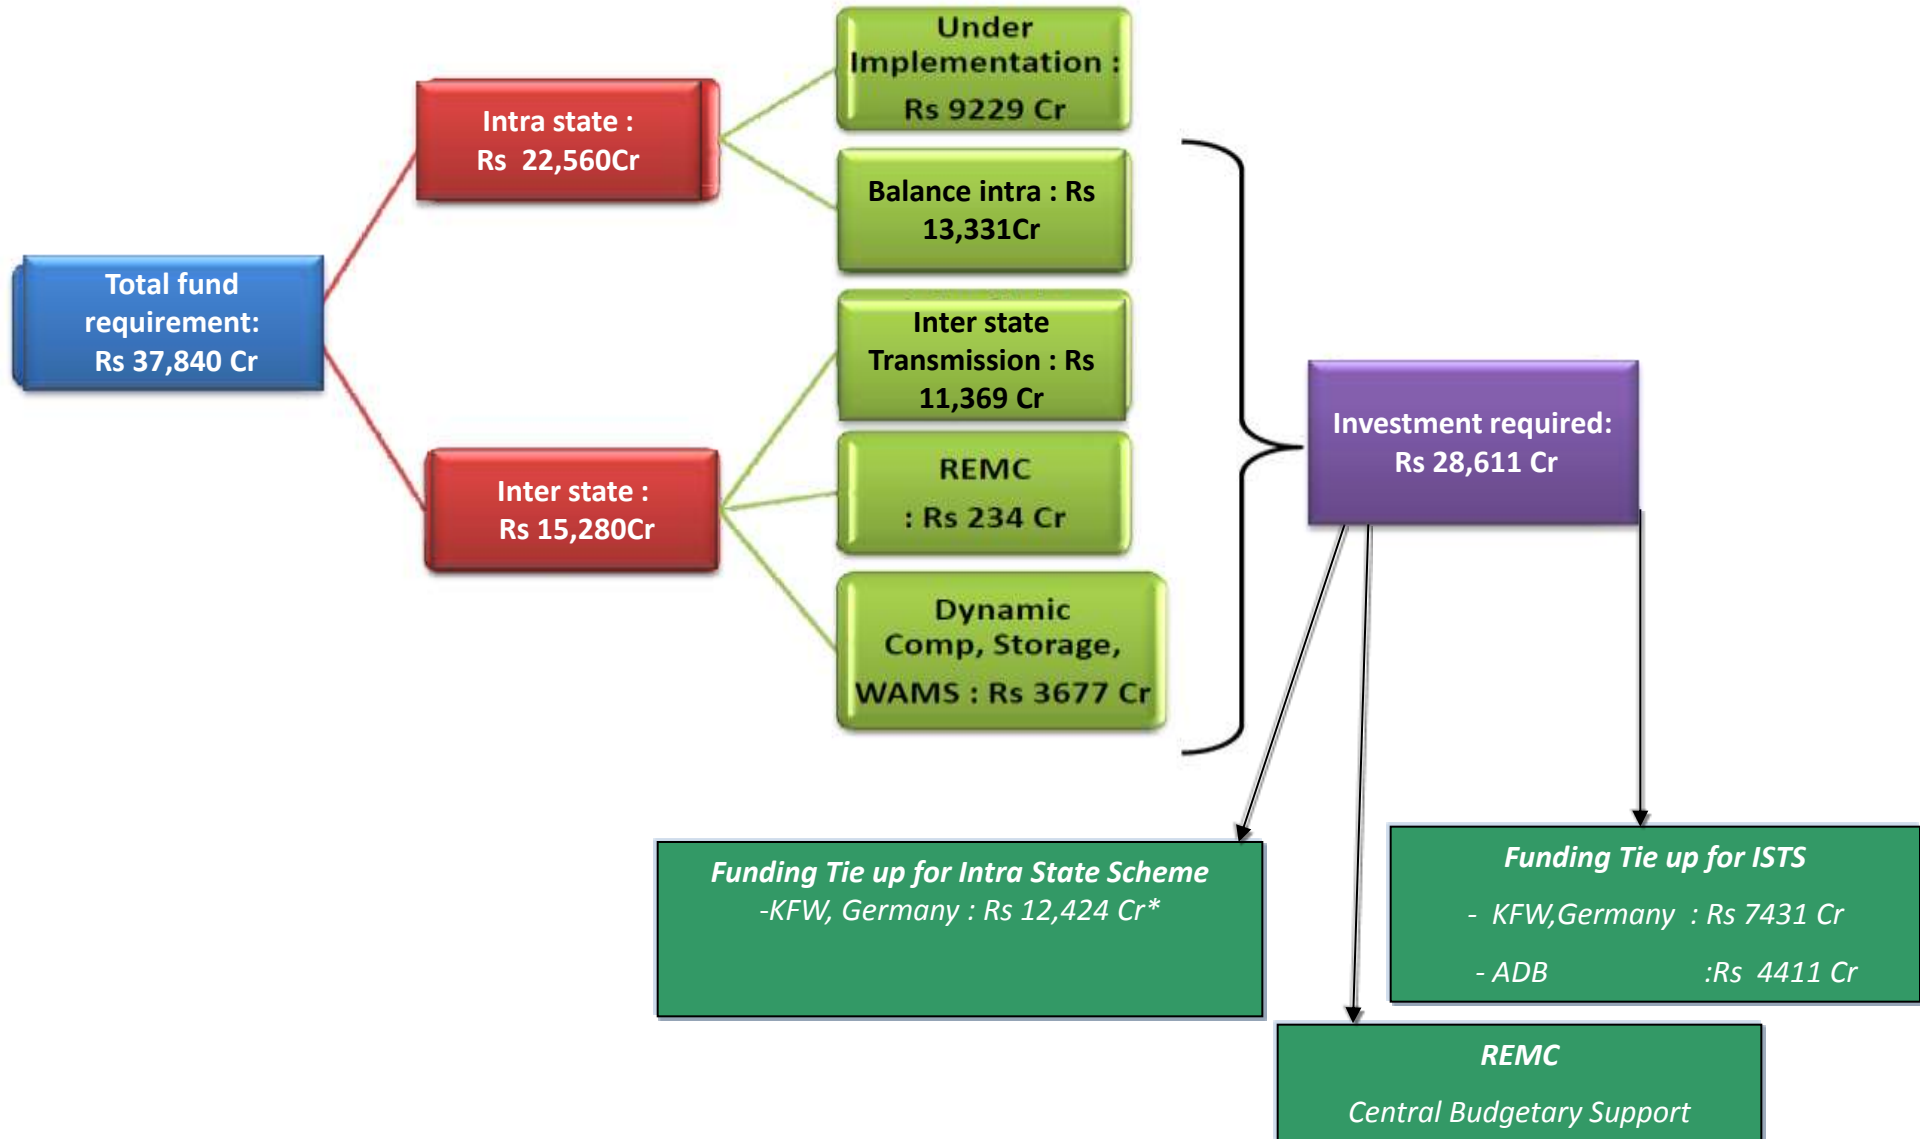 Total fund
requirement:
Rs 37,840 Cr
Intra state :
Rs 22,560Cr
Inter state :
Rs 15,280Cr
Under
Implementation :
Rs 9229 Cr
Balance intra : Rs
13,331Cr
Inter state
Transmission : Rs
11,369 Cr
REMC
: Rs 234 Cr
Dynamic
Comp, Storage,
WAMS : Rs 3677 Cr
Investment required:
Rs 28,611 Cr
Funding Tie up for Intra State Scheme
-KFW, Germany : Rs 12,424 Cr*
Funding Tie up for ISTS
- KFW,Germany : Rs 7431 Cr
- ADB :Rs 4411 Cr
REMC
Central Budgetary Support